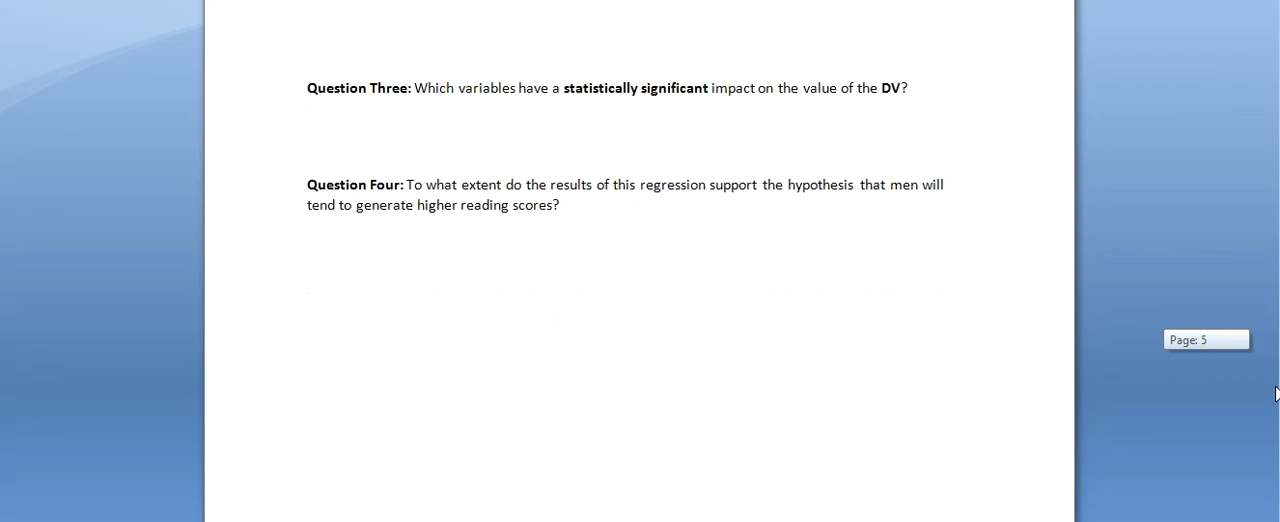 Question Three: Which variables have a statistically significant impact on the value of the DV?
Question Four: To what extent do the results of this regression support the hypothesis that men will
tend to generate higher reading scores?
Page: 5